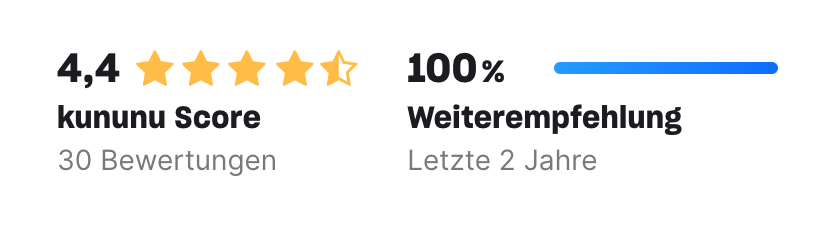 4,4
kununu Score
30 Bewertungen
100%
Weiterempfehlung
Letzte 2 Jahre